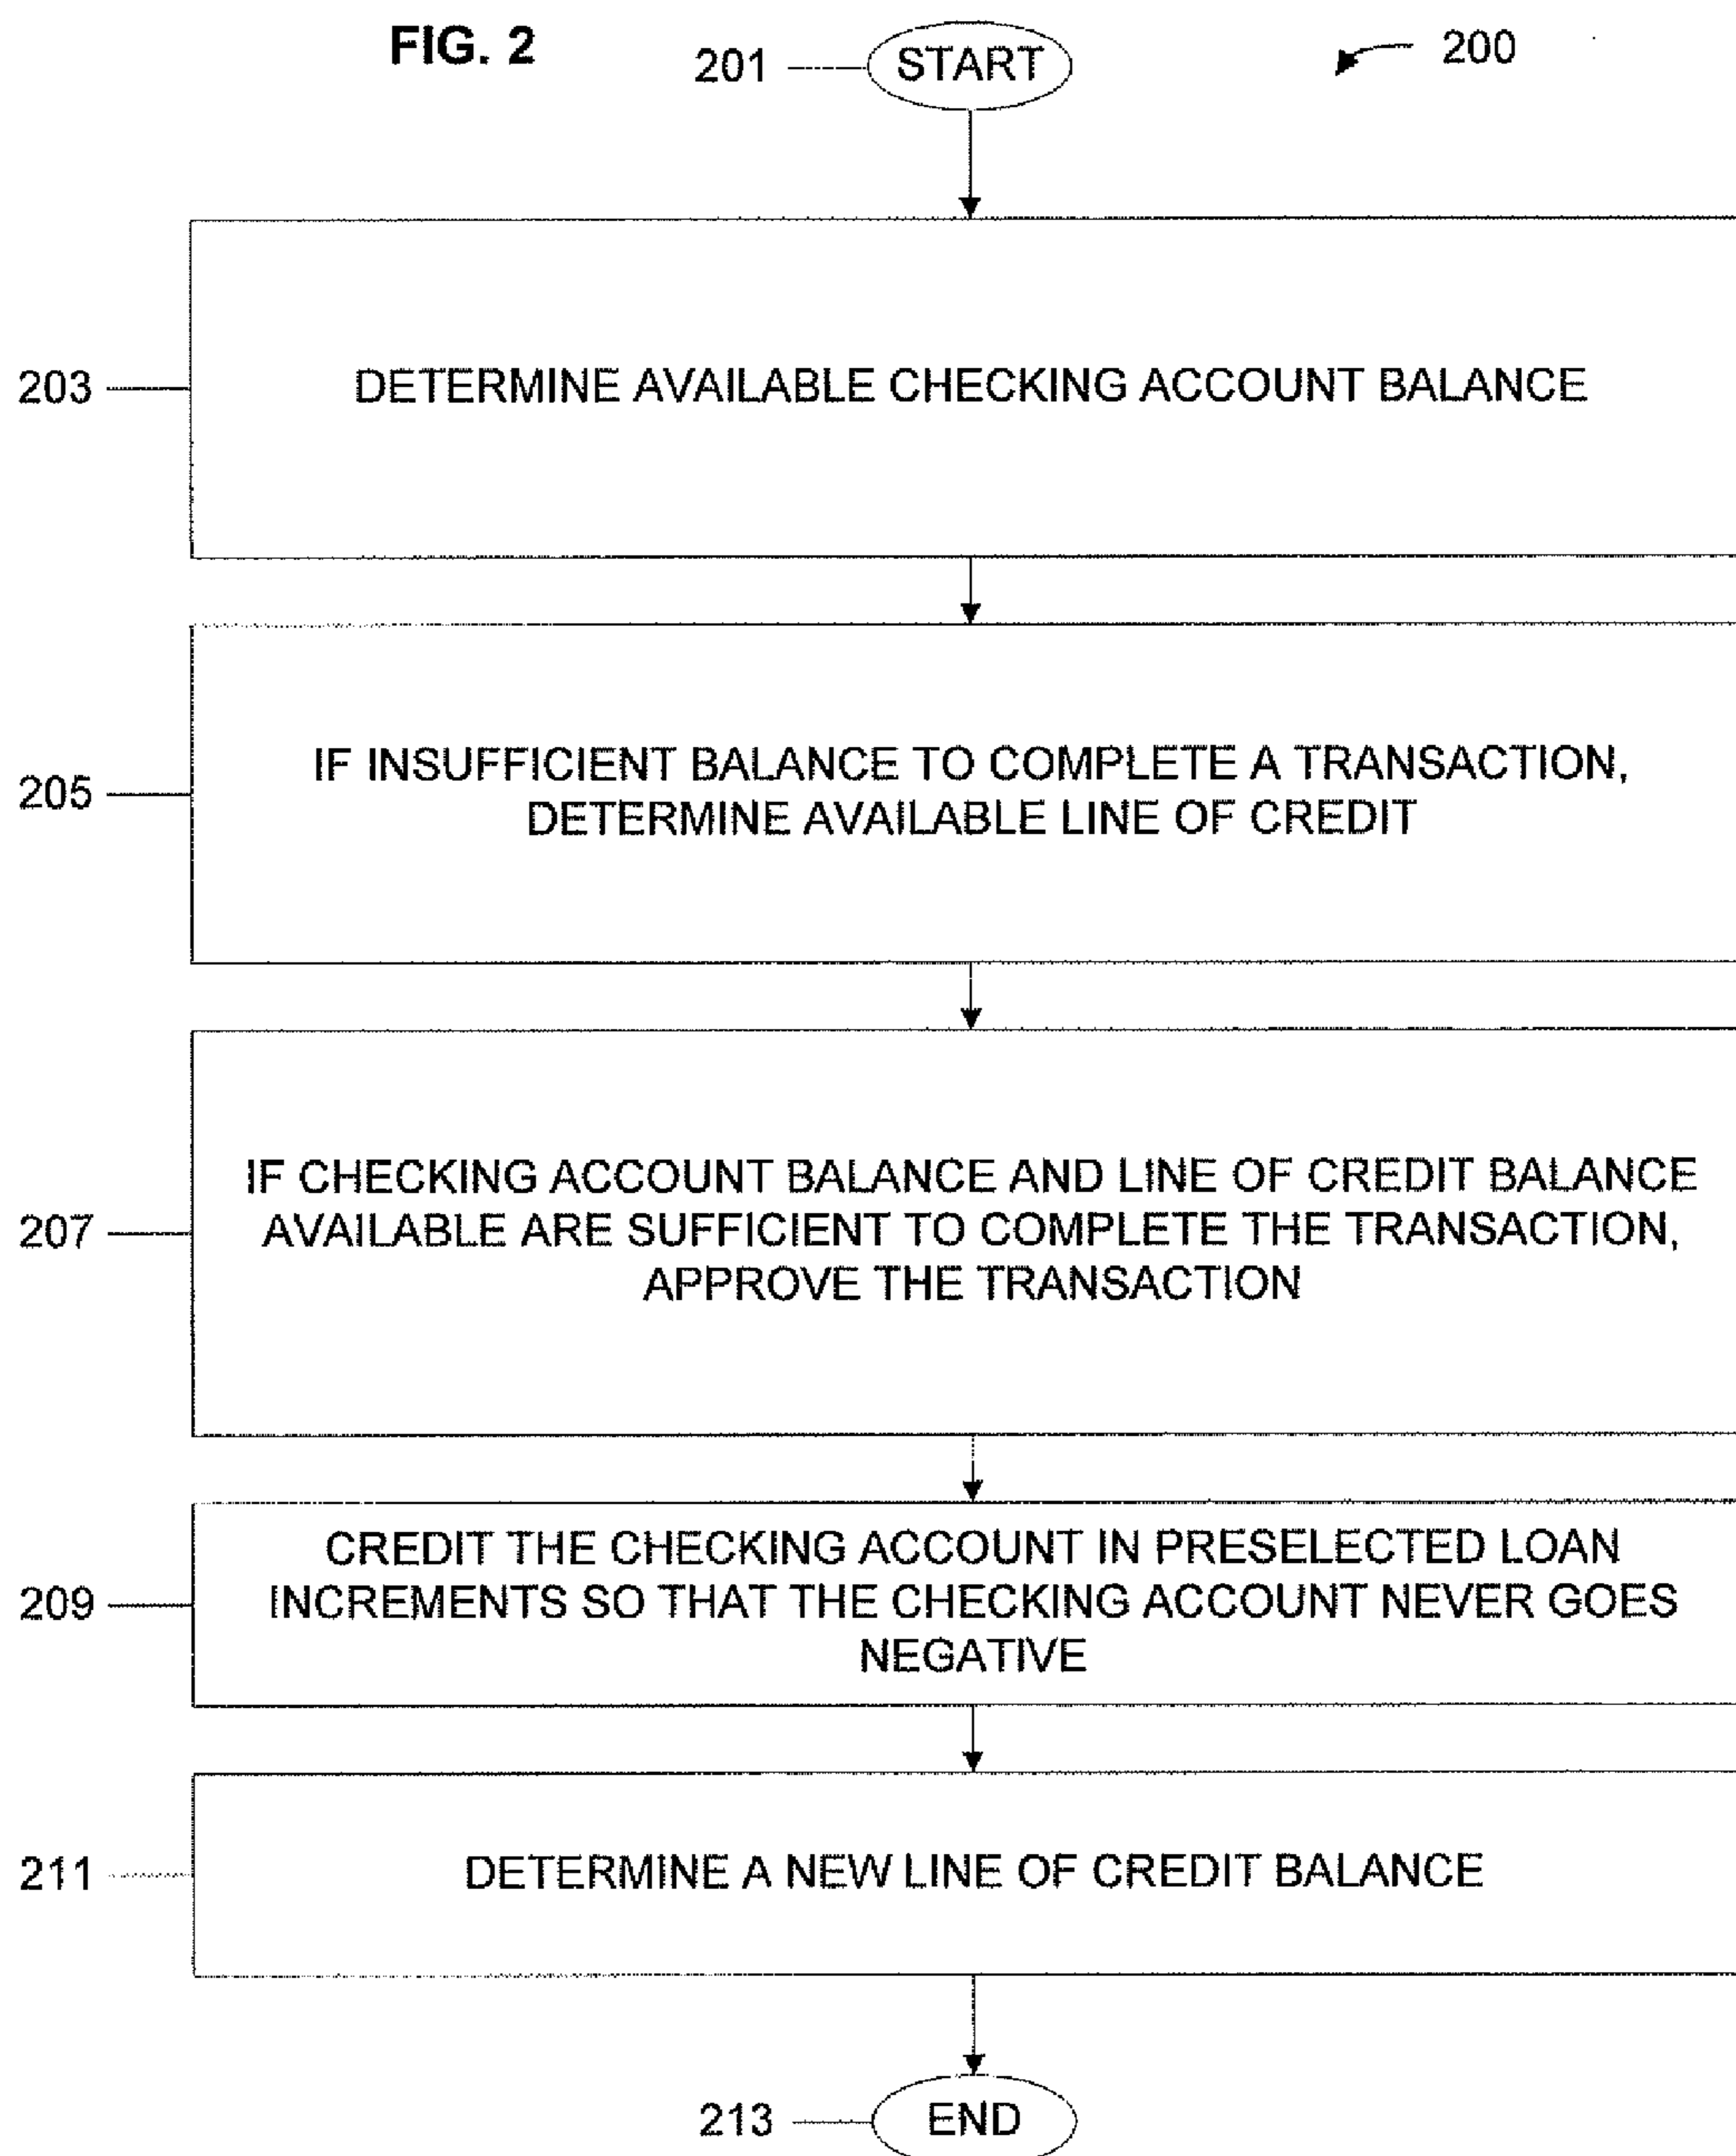 FIG. 2
201
START
200
203
DETERMINE AVAILABLE CHECKING ACCOUNT BALANCE
205
IF INSUFFICIENT BALANCE TO COMPLETE A TRANSACTION,
DETERMINE AVAILABLE LINE OF CREDIT
207
IF CHECKING ACCOUNT BALANCE AND LINE OF CREDIT BALANCE
AVAILABLE ARE SUFFICIENT TO COMPLETE THE TRANSACTION,
APPROVE THE TRANSACTION
209
CREDIT THE CHECKING ACCOUNT IN PRESELECTED LOAN
INCREMENTS SO THAT THE CHECKING ACCOUNT NEVER GOES
NEGATIVE
211
DETERMINE A NEW LINE OF CREDIT BALANCE
213
END